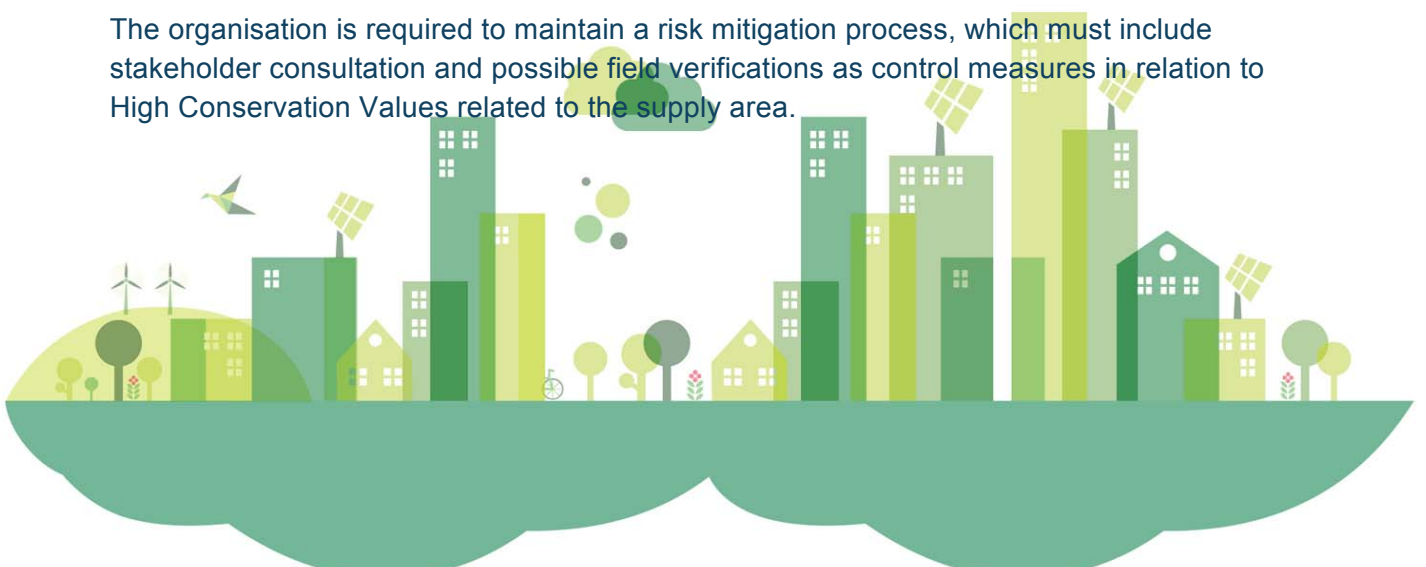 The organisation is required to maintain a risk mitigation process, which must include
stakeholder consultation and possible field verifications as control measures in relation to
High Conservation Values related to the supply area.